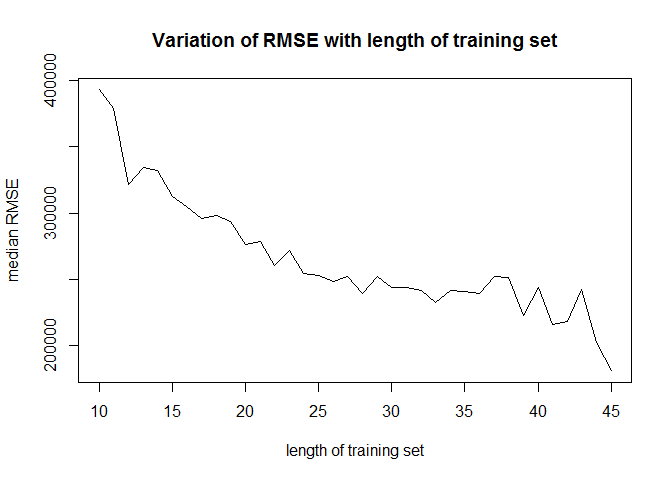 Variation of RMSE with length of training set
median RMSE
400000
300000
200000
10 15 20 25 30 35 40 45
length of training set